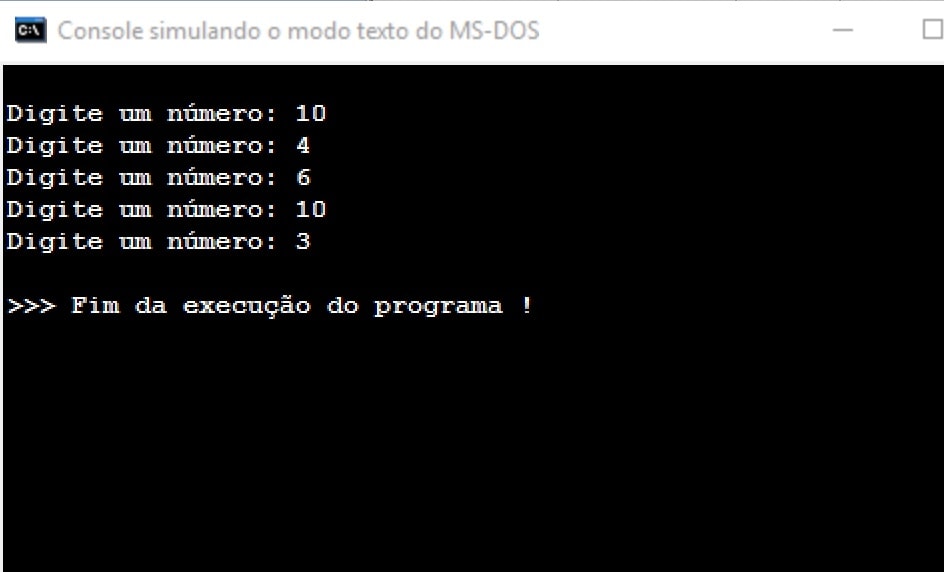 Console simulando o modo texto do MS-DOS
Digite um número: 10
Digite um número: 4
Digite um número: 6
Digite um número: 10
Digite um número: 3
>>> Fim da execução do programa !